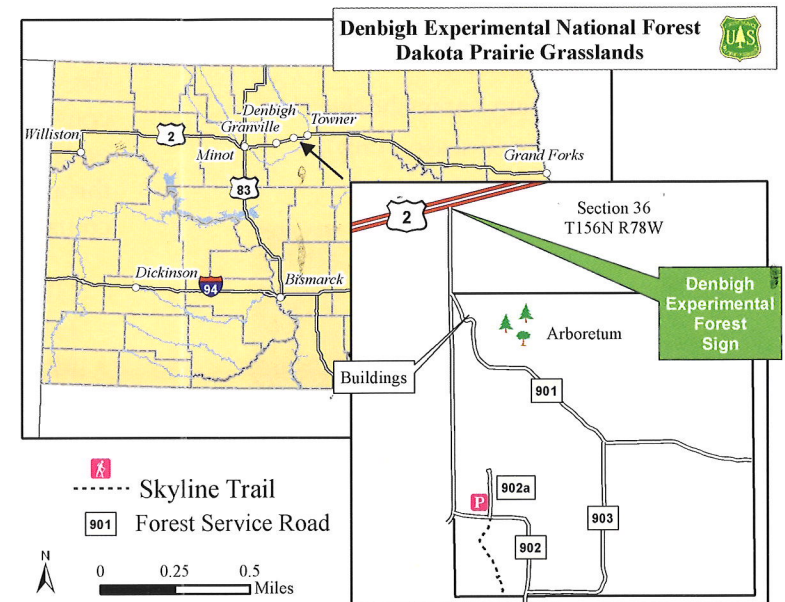 Denbigh Experimental National Forest
Dakota Prairie Grasslands
U S
Denbigh
Granville
Towner
Williston
2
Minot
Grand Forks
83
2
Section 36
T156N R78W
Dickinson
94
Bismarck
Denbigh
Experimental
Forest
Sign
Arboretum
Buildings
901
Skyline Trail
902a
P
901 Forest Service Road
903
902
N
0 0.25 0.5
Miles